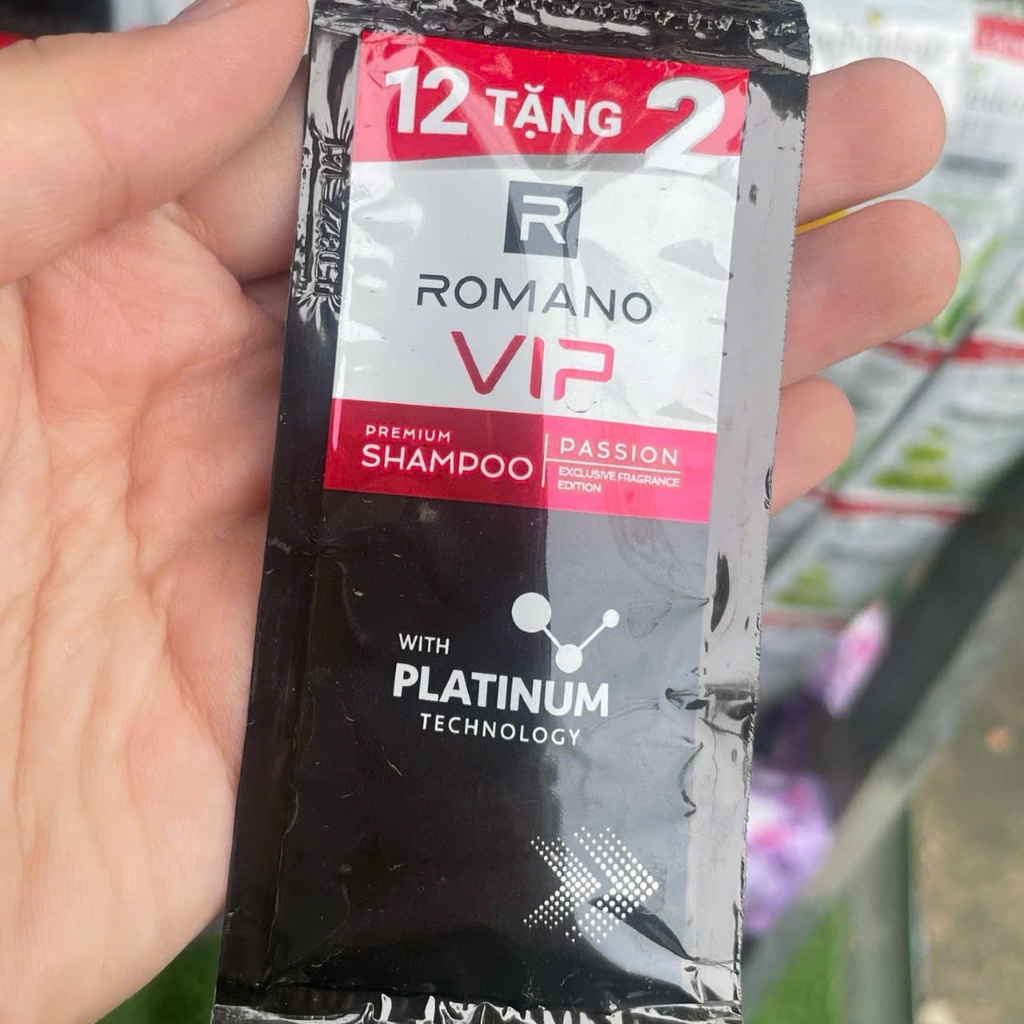 12 TẶNG 2
R
ROMANO
VIP
PREMIUM
SHAMPOO
PASSION
EXCLUSIVE FRAGRANCE
EDITION
WITH
PLATINUM
TECHNOLOGY